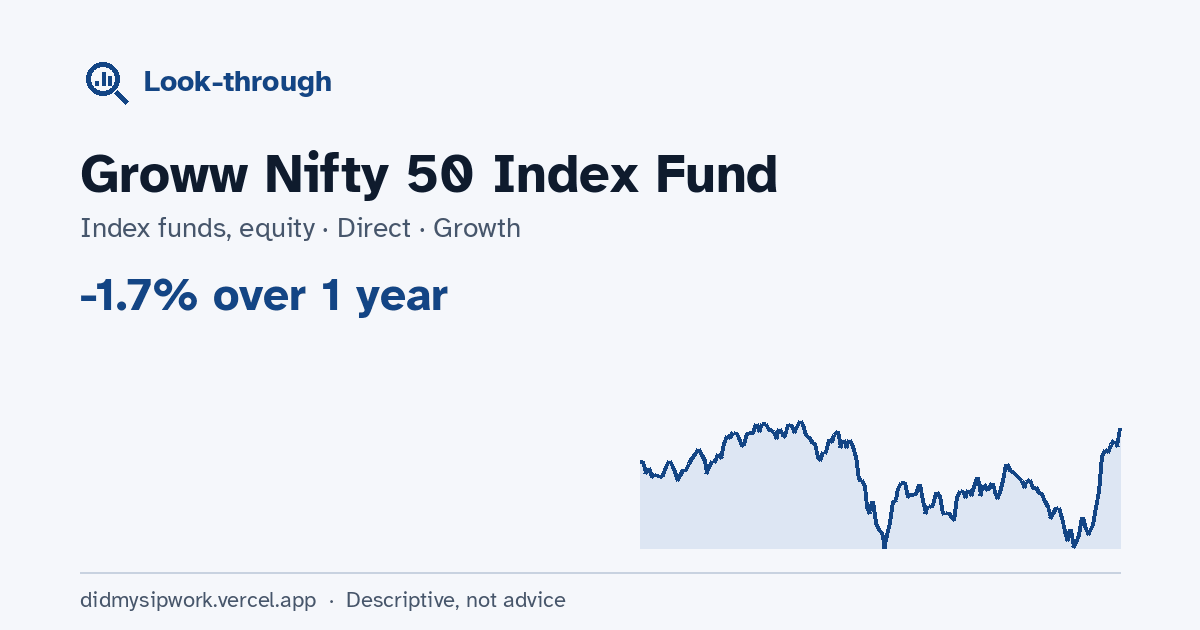 Look-through
Groww Nifty 50 Index Fund
Index funds, equity · Direct · Growth
-1.7% over 1 year
didmysipwork.vercel.app · Descriptive, not advice